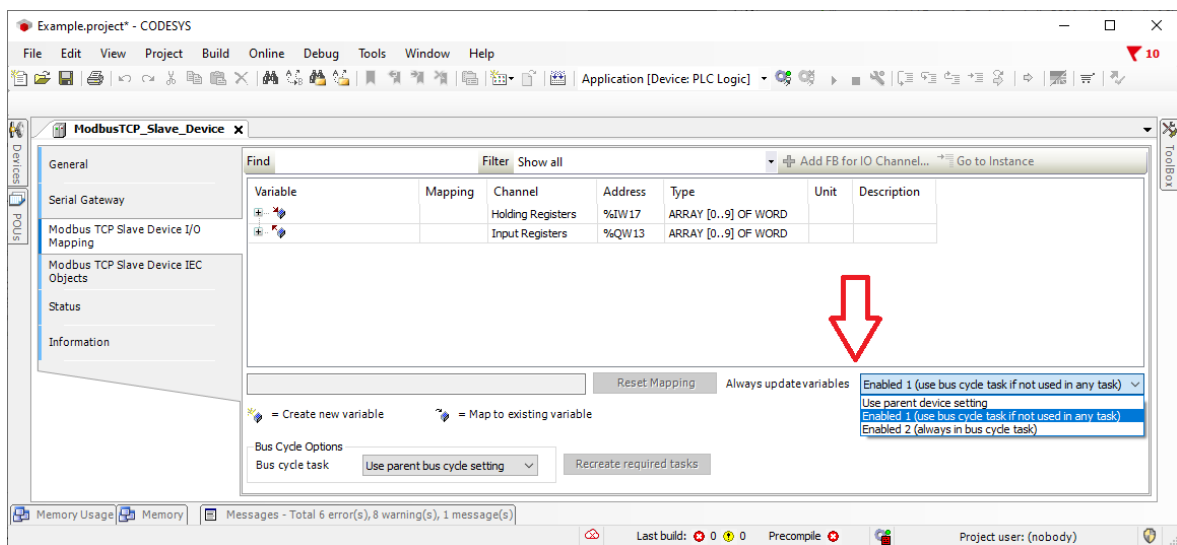 Example.project* - CODESYS
File Edit View Project Build Online Debug Tools Window Help
10
Application [Device: PLC Logic]
ModbusTCP_Slave_Device
Devices
POUs
ToolBox
General
Serial Gateway
Modbus TCP Slave Device I/O
Mapping
Modbus TCP Slave Device IEC
Objects
Status
Information
Find Filter Show all Add FB for IO Channel... Go to Instance
Variable Mapping Channel Address Type Unit Description
Holding Registers %IW17 ARRAY [0..9] OF WORD
Input Registers %QW13 ARRAY [0..9] OF WORD
Reset Mapping Always update variables Enabled 1 (use bus cycle task if not used in any task)
Use parent device setting
Enabled 1 (use bus cycle task if not used in any task)
Enabled 2 (always in bus cycle task)
= Create new variable = Map to existing variable
Bus Cycle Options
Bus cycle task Use parent bus cycle setting Recreate required tasks
Memory Usage Memory Messages - Total 6 error(s), 8 warning(s), 1 message(s)
Last build: 0 0 Precompile Project user: (nobody)